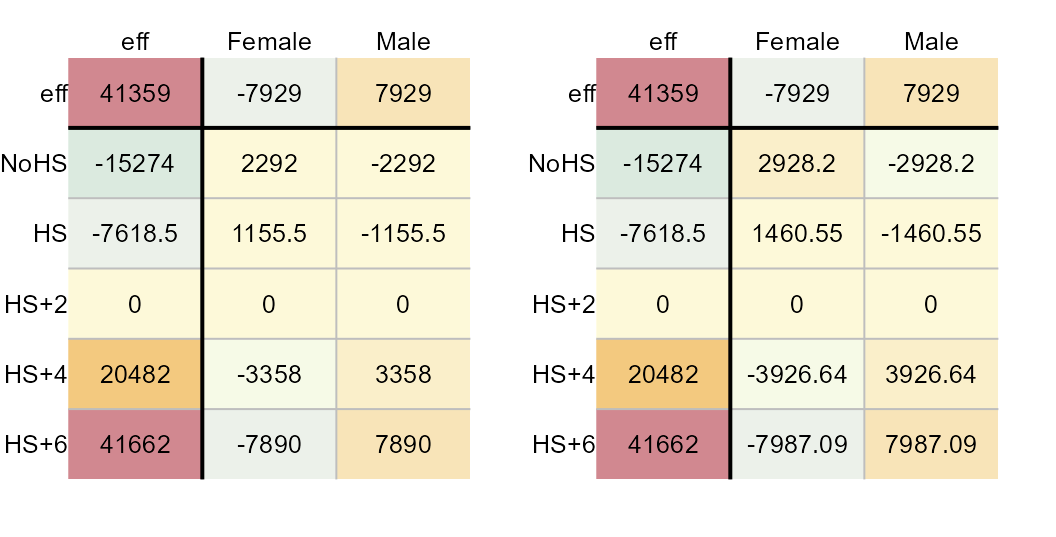 eff Female Male
eff 41359 -7929 7929
NoHS -15274 2292 -2292
HS -7618.5 1155.5 -1155.5
HS+2 0 0 0
HS+4 20482 -3358 3358
HS+6 41662 -7890 7890
eff Female Male
eff 41359 -7929 7929
NoHS -15274 2928.2 -2928.2
HS -7618.5 1460.55 -1460.55
HS+2 0 0 0
HS+4 20482 -3926.64 3926.64
HS+6 41662 -7987.09 7987.09